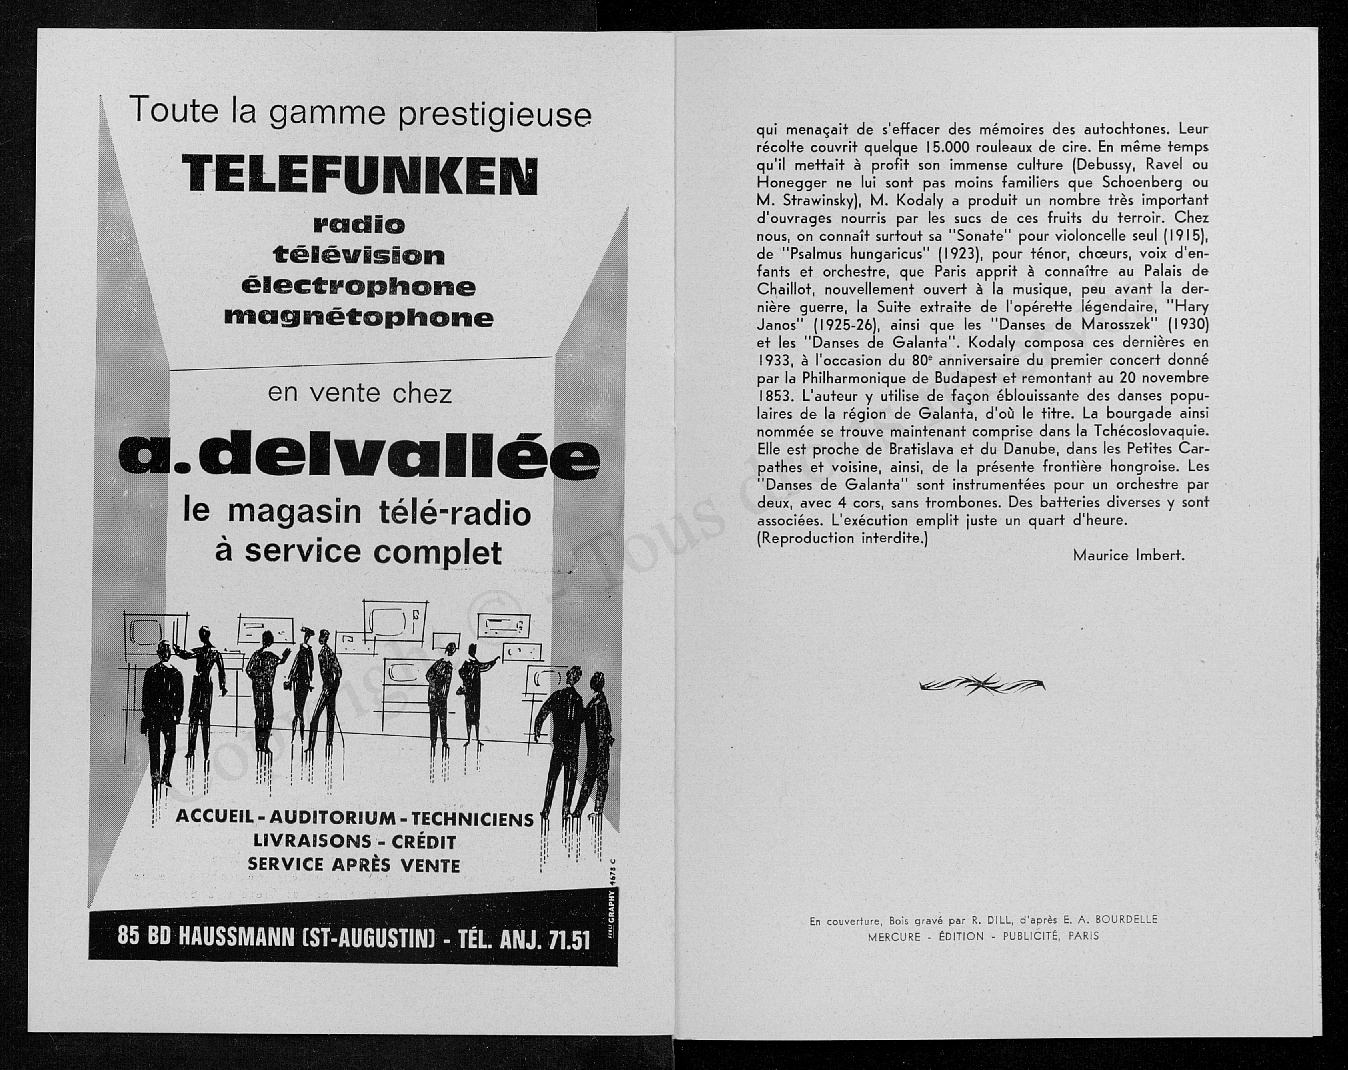 Toute la gamme prestigieuse
TELEFUNKEN
radio
télévision
électrophone
magnétophone
en vente chez
a.delvallée
le magasin télé-radio
à service complet
ACCUEIL - AUDITORIUM - TECHNICIENS
LIVRAISONS - CRÉDIT
SERVICE APRÈS VENTE
GRAPHY 4678 C
85 BD HAUSSMANN (ST-AUGUSTIN) - TÉL. ANJ. 71.51
qui menaçait de s'effacer des mémoires des autochtones. Leur
récolte couvrit quelque 15.000 rouleaux de cire. En même temps
qu'il mettait à profit son immense culture (Debussy, Ravel ou
Honegger ne lui sont pas moins familiers que Schoenberg ou
M. Strawinsky), M. Kodaly a produit un nombre très important
d'ouvrages nourris par les sucs de ces fruits du terroir. Chez
nous, on connaît surtout sa "Sonate" pour violoncelle seul (1915),
de "Psalmus hungaricus" (1923), pour ténor, chœurs, voix d'en-
fants et orchestre, que Paris apprit à connaître au Palais de
Chaillot, nouvellement ouvert à la musique, peu avant la der-
nière guerre, la Suite extraite de l'opérette légendaire, "Hary
Janos" (1925-26), ainsi que les "Danses de Marosszek" (1930)
et les "Danses de Galanta". Kodaly composa ces dernières en
1933, à l'occasion du 80e anniversaire du premier concert donné
par la Philharmonique de Budapest et remontant au 20 novembre
1853. L'auteur y utilise de façon éblouissante des danses popu-
laires de la région de Galanta, d'où le titre. La bourgade ainsi
nommée se trouve maintenant comprise dans la Tchécoslovaquie.
Elle est proche de Bratislava et du Danube, dans les Petites Car-
pathes et voisine, ainsi, de la présente frontière hongroise. Les
"Danses de Galanta" sont instrumentées pour un orchestre par
deux, avec 4 cors, sans trombones. Des batteries diverses y sont
associées. L'exécution emplit juste un quart d'heure.
(Reproduction interdite.)
Maurice Imbert.
En couverture, Bois gravé par R. DILL, d'après E. A. BOURDELLE
MERCURE - ÉDITION - PUBLICITÉ, PARIS
Copyright © - Tous d